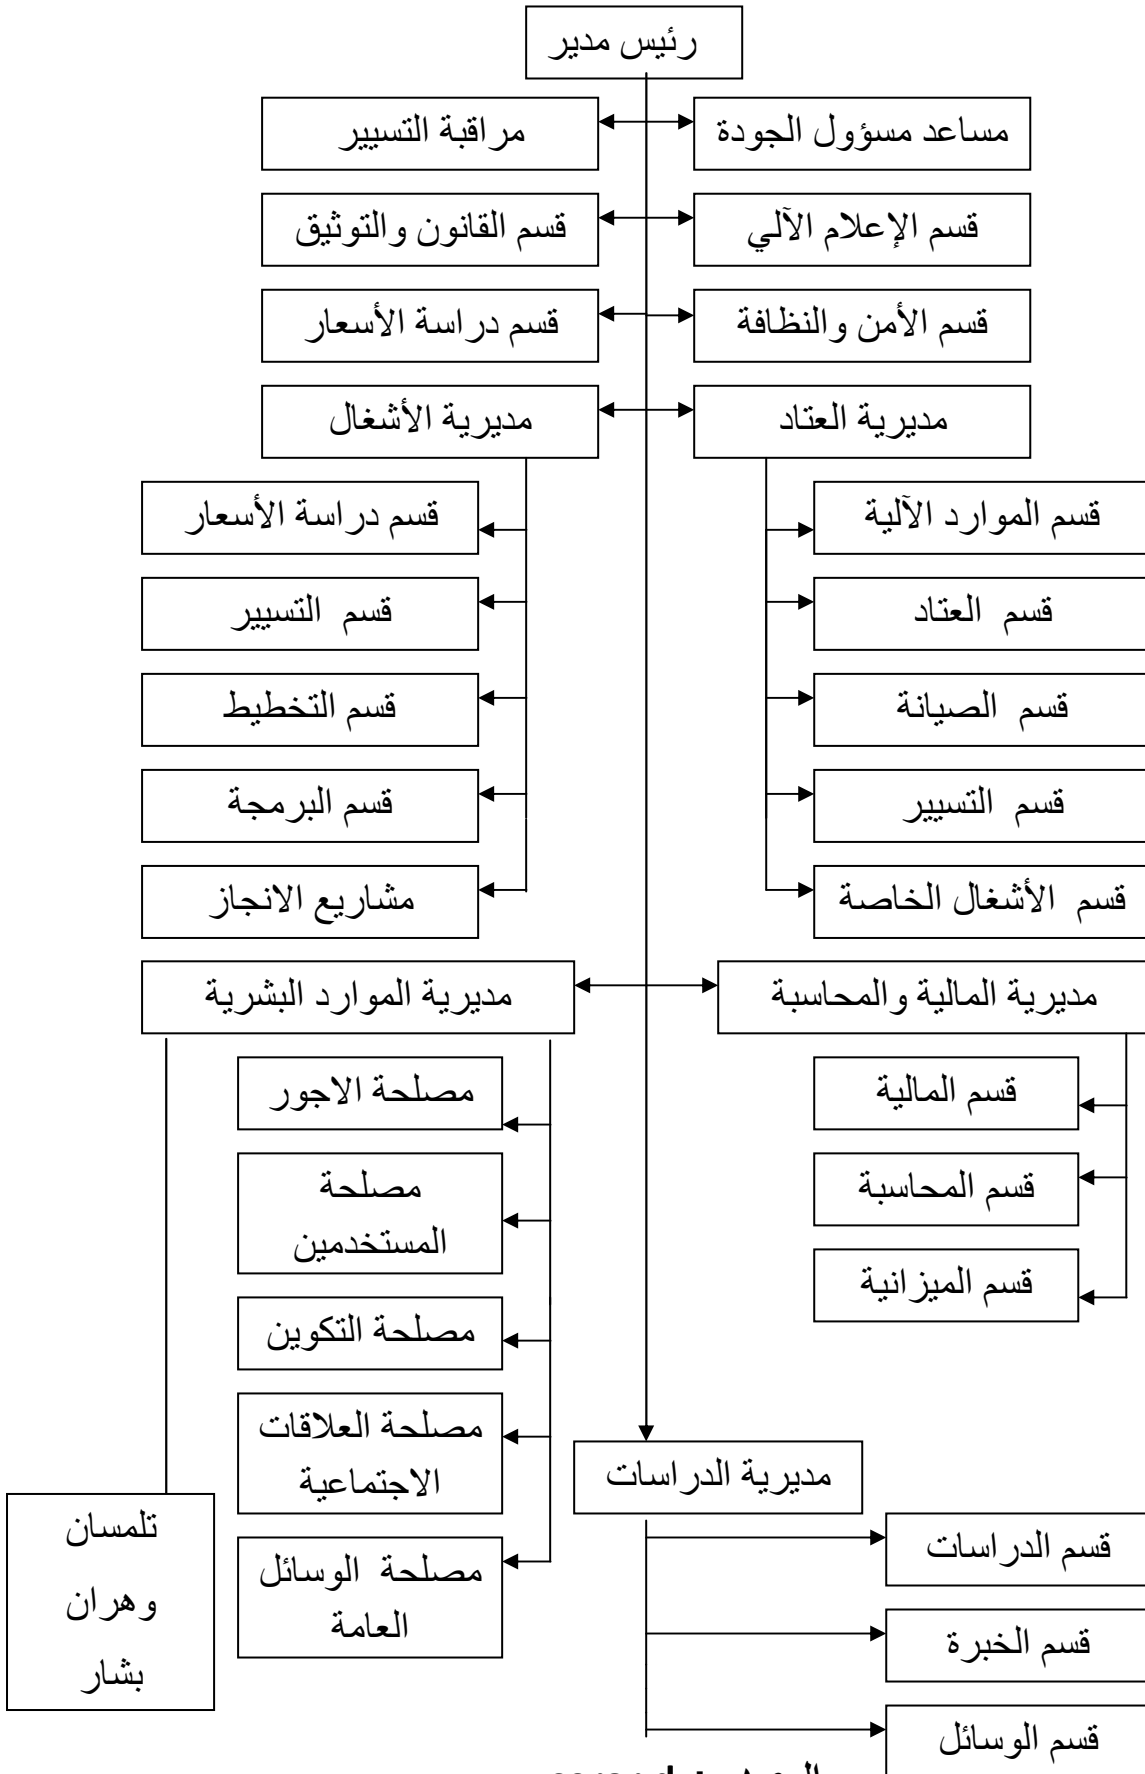 رئيس مدير
مساعد مسؤول الجودة
مراقبة التسيير
قسم الإعلام الآلي
قسم القانون والتوثيق
قسم الأمن والنظافة
قسم دراسة الأسعار
مديرية العتاد
مديرية الأشغال
قسم الموارد الآلية
قسم دراسة الأسعار
قسم العتاد
قسم التسيير
قسم الصيانة
قسم التخطيط
قسم التسيير
قسم البرمجة
قسم الأشغال الخاصة
مشاريع الانجاز
مديرية المالية والمحاسبة
مديرية الموارد البشرية
قسم المالية
مصلحة الاجور
قسم المحاسبة
مصلحة
المستخدمين
قسم الميزانية
مصلحة التكوين
مصلحة العلاقات
الاجتماعية
مديرية الدراسات
تلمسان
وهران
بشار
مصلحة الوسائل
العامة
قسم الدراسات
قسم الخبرة
قسم الوسائل